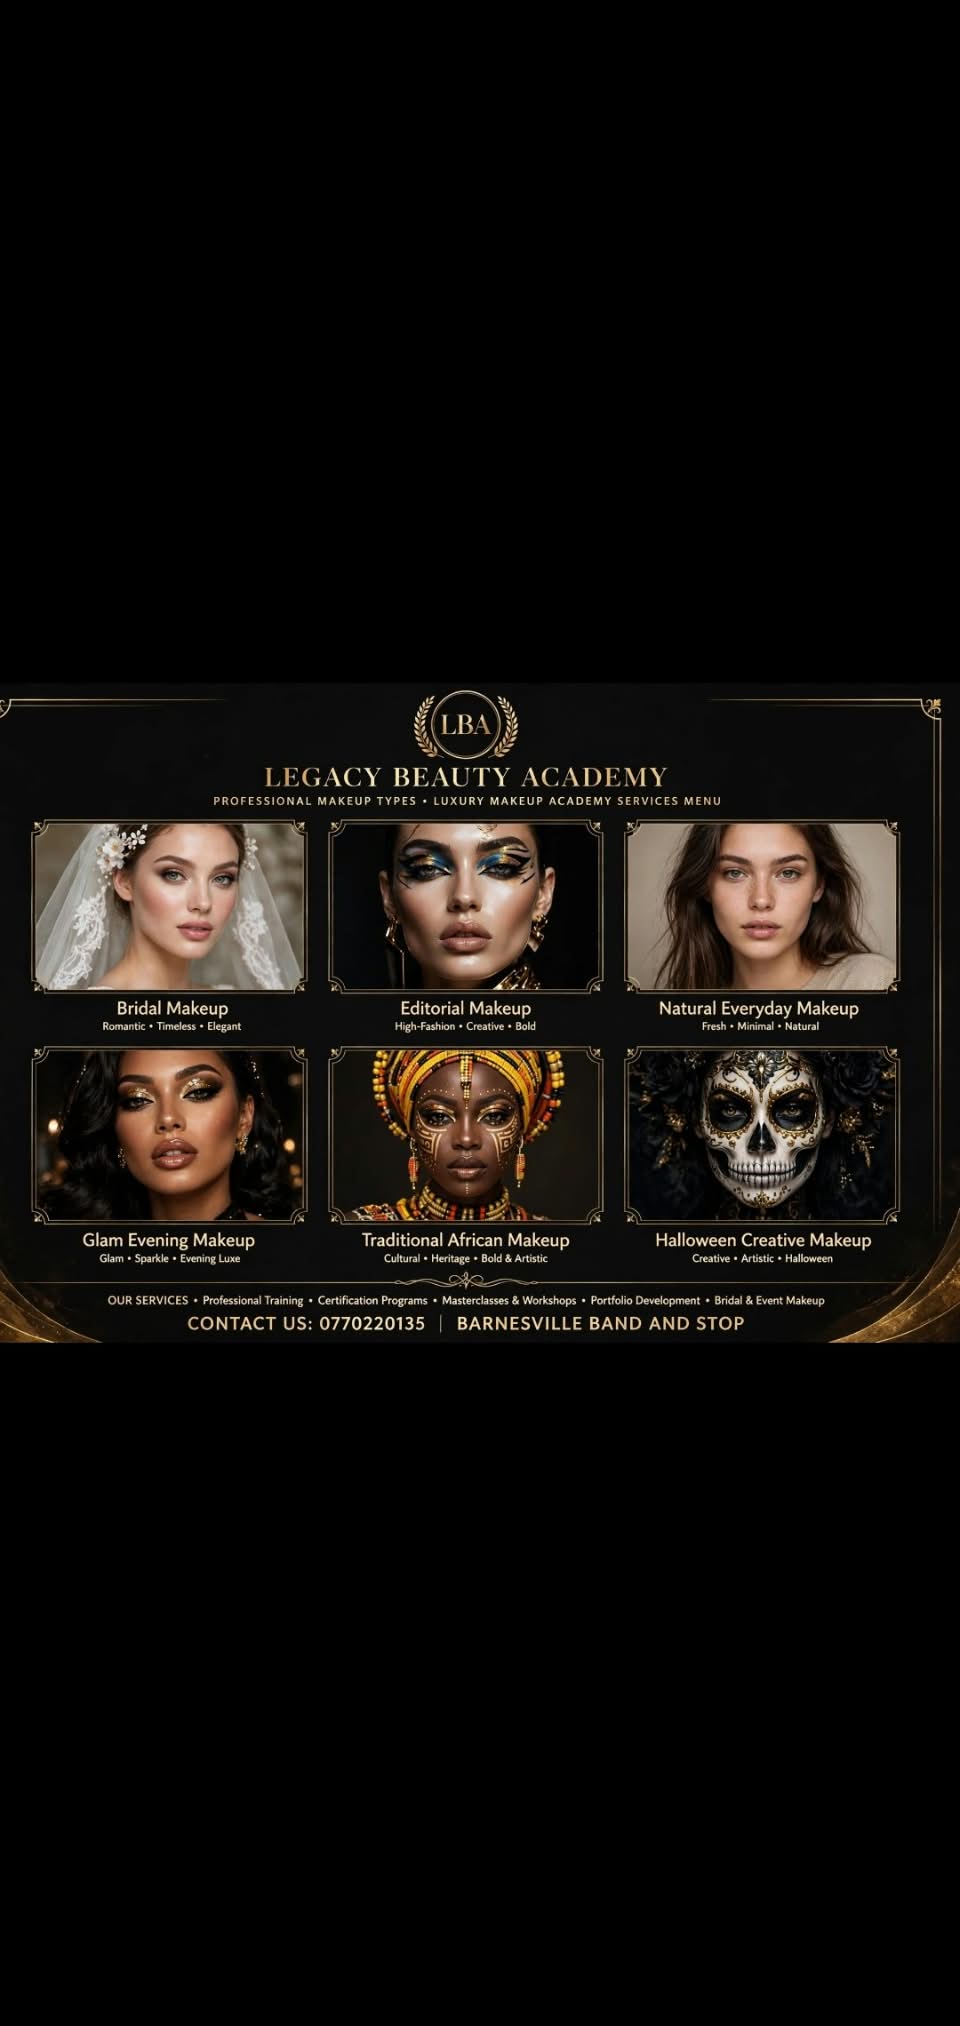 LBA
LEGACY BEAUTY ACADEMY
PROFESSIONAL MAKEUP TYPES • LUXURY MAKEUP ACADEMY SERVICES MENU
Bridal Makeup
Romantic • Timeless • Elegant
Editorial Makeup
High-Fashion • Creative • Bold
Natural Everyday Makeup
Fresh • Minimal • Natural
Glam Evening Makeup
Glam • Sparkle • Evening Luxe
Traditional African Makeup
Cultural • Heritage • Bold & Artistic
Halloween Creative Makeup
Creative • Artistic • Halloween
OUR SERVICES • Professional Training • Certification Programs • Masterclasses & Workshops • Portfolio Development • Bridal & Event Makeup
CONTACT US: 0770220135 | BARNESVILLE BAND AND STOP